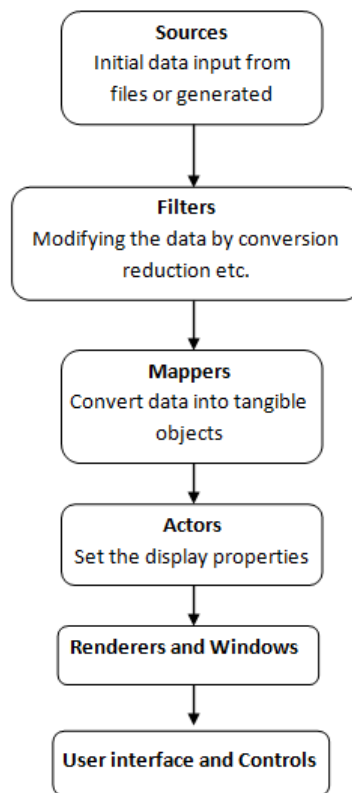 Sources
Initial data input from
files or generated
Filters
Modifying the data by conversion
reduction etc.
Mappers
Convert data into tangible
objects
Actors
Set the display properties
Renderers and Windows
User interface and Controls